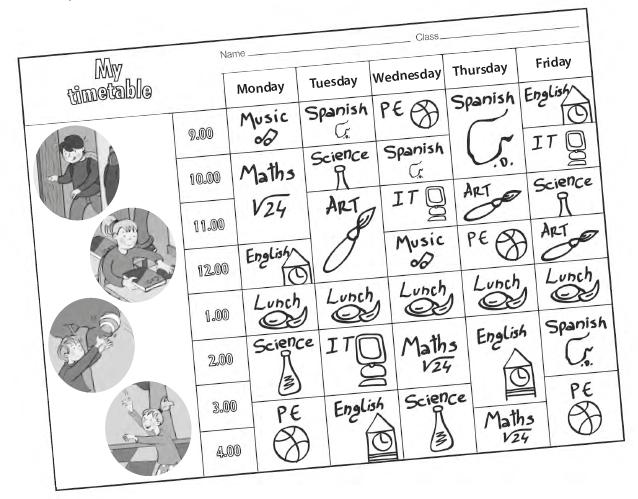 My
timetable
Name
Class
Monday Tuesday Wednesday Thursday Friday
9.00 Music Spanish PE Spanish English
.D.
IT
10.00 Maths Science Spanish
√24
11.00 ART IT ART Science
12.00 English Music PE ART
1.00 Lunch Lunch Lunch Lunch Lunch
2.00 Science IT Maths English Spanish
√24 .D.
3.00 PE English Science PE
4.00 Maths
√24